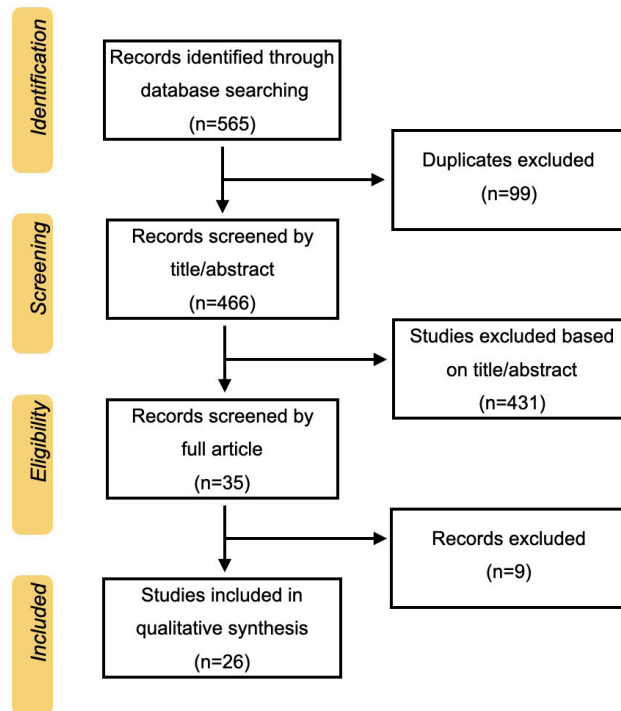 Identification
Records identified through
database searching
(n=565)
Duplicates excluded
(n=99)
Screening
Records screened by
title/abstract
(n=466)
Studies excluded based
on title/abstract
(n=431)
Eligibility
Records screened by
full article
(n=35)
Records excluded
(n=9)
Included
Studies included in
qualitative synthesis
(n=26)